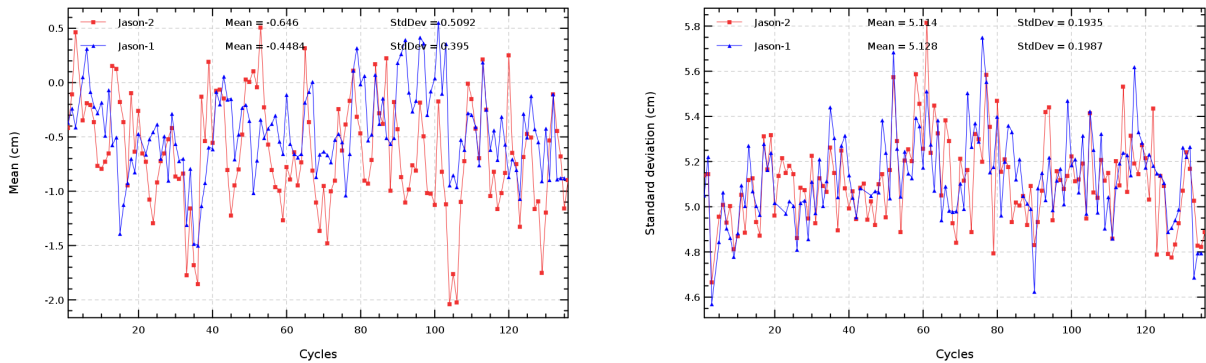 Jason-2 Mean = -0.646 StdDev = 0.5092
Jason-1 Mean = -0.4484 StdDev = 0.395
0.5
0.0
-0.5
-1.0
-1.5
-2.0
Mean (cm)
20 40 60 80 100 120
Cycles
Jason-2 Mean = 5.114 StdDev = 0.1935
Jason-1 Mean = 5.128 StdDev = 0.1987
5.8
5.6
5.4
5.2
5.0
4.8
4.6
Standard deviation (cm)
20 40 60 80 100 120
Cycles